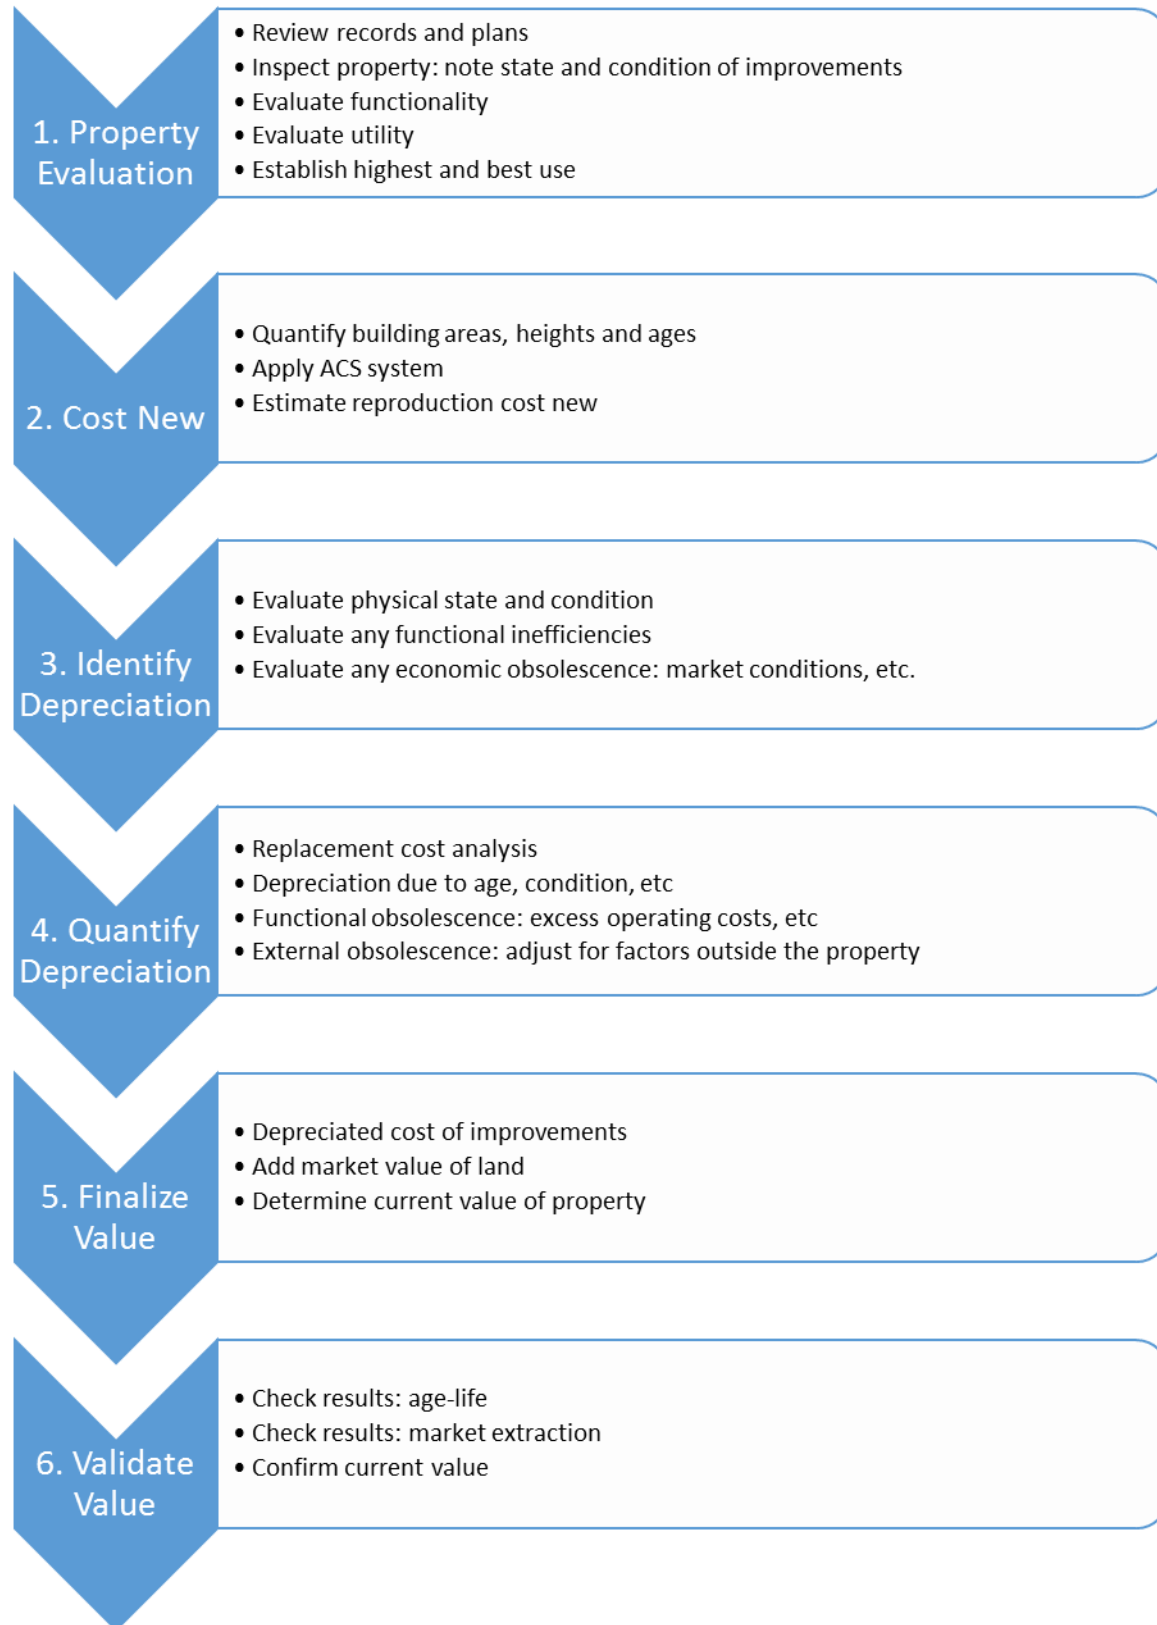 1. Property
Evaluation
• Review records and plans
• Inspect property: note state and condition of improvements
• Evaluate functionality
• Evaluate utility
• Establish highest and best use
2. Cost New
• Quantify building areas, heights and ages
• Apply ACS system
• Estimate reproduction cost new
3. Identify
Depreciation
• Evaluate physical state and condition
• Evaluate any functional inefficiencies
• Evaluate any economic obsolescence: market conditions, etc.
4. Quantify
Depreciation
• Replacement cost analysis
• Depreciation due to age, condition, etc
• Functional obsolescence: excess operating costs, etc
• External obsolescence: adjust for factors outside the property
5. Finalize
Value
• Depreciated cost of improvements
• Add market value of land
• Determine current value of property
6. Validate
Value
• Check results: age-life
• Check results: market extraction
• Confirm current value